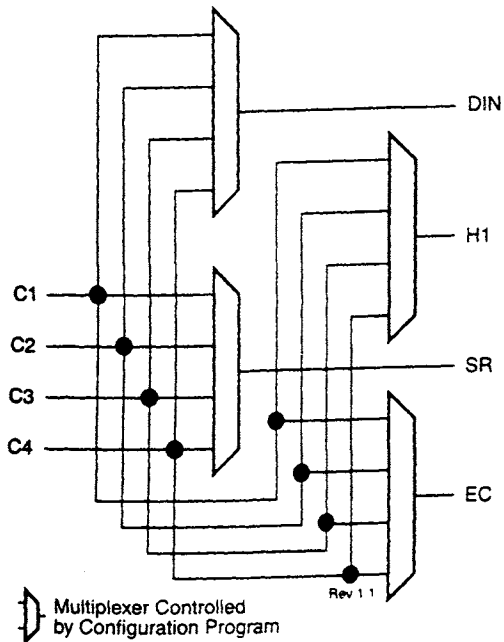 DIN
H1
C1
C2
C3
SR
C4
EC
Rev 1.1
Multiplexer Controlled
by Configuration Program